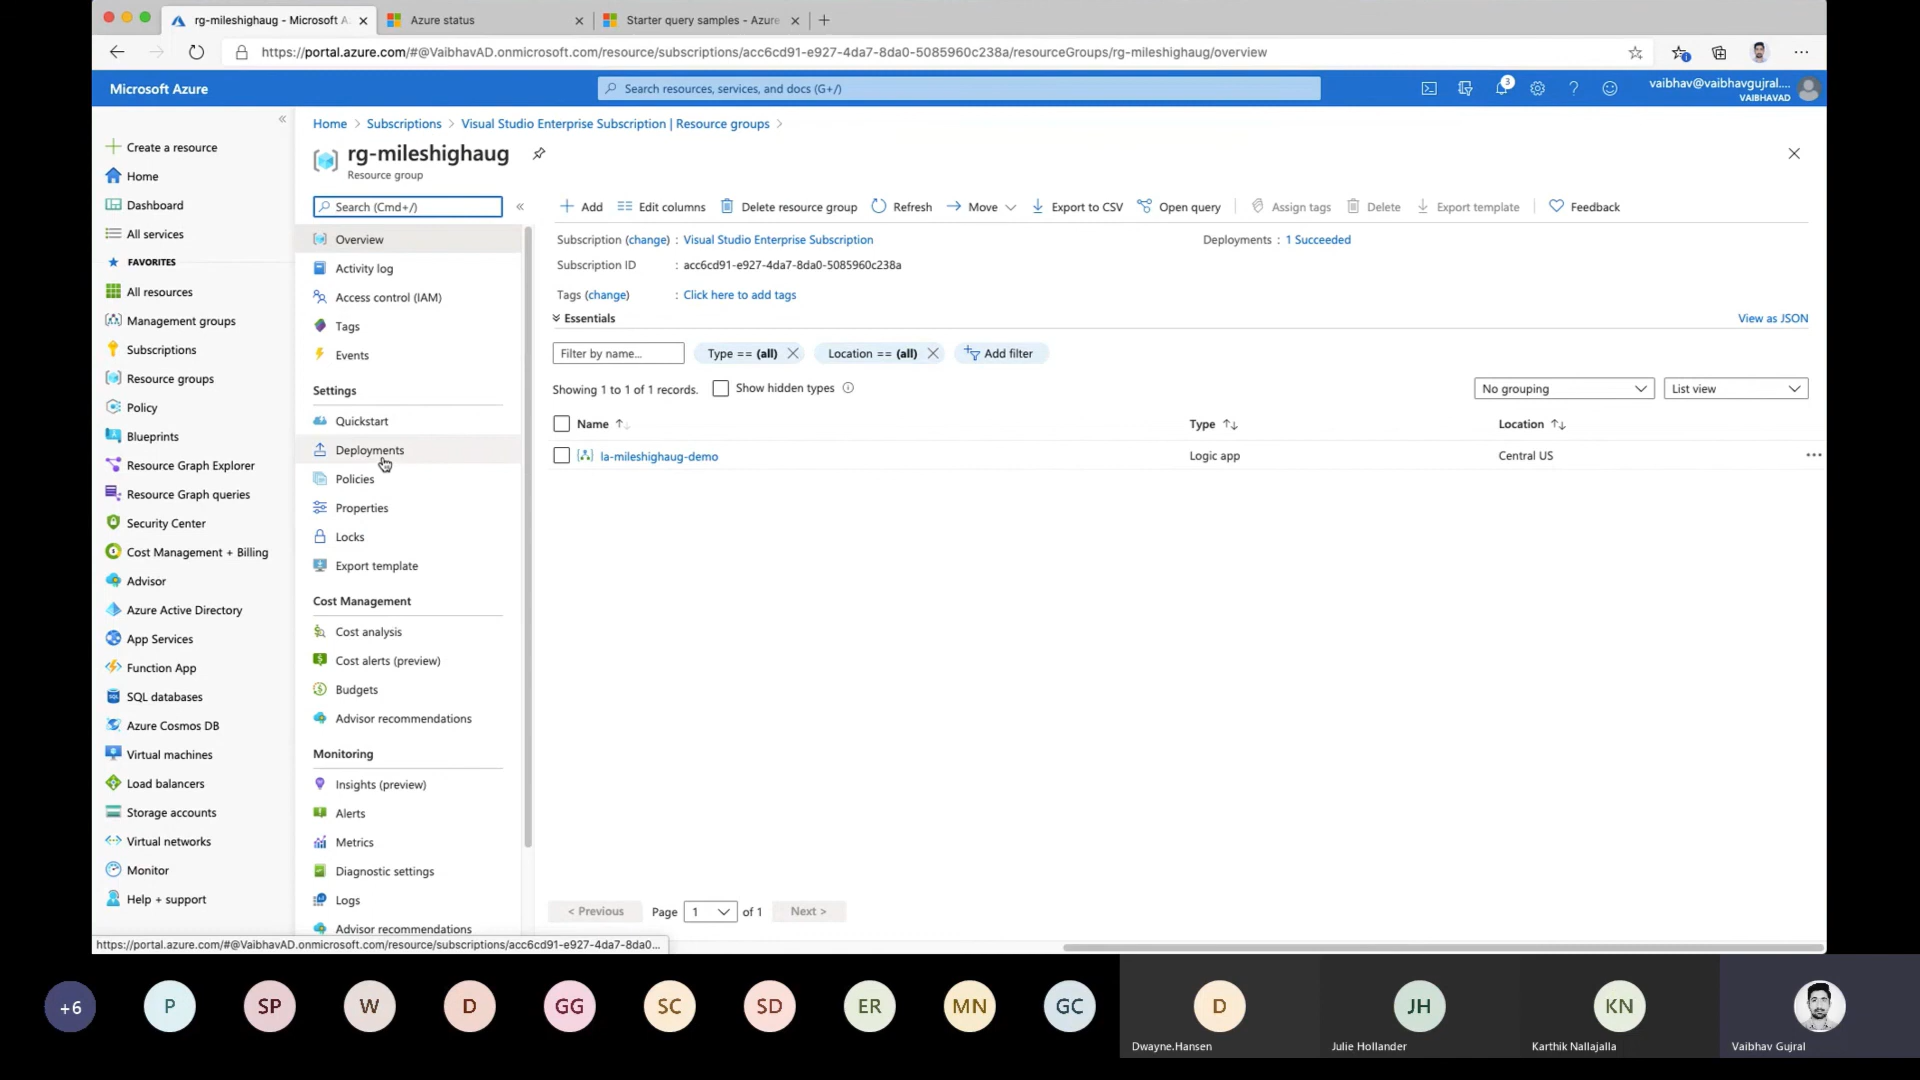 rg-mileshighaug - Microsoft A
Azure status
Starter query samples - Azure
https://portal.azure.com/#@VaibhavAD.onmicrosoft.com/resource/subscriptions/acc6cd91-e927-4da7-8da0-5085960c238a/resourceGroups/rg-mileshighaug/overview
Microsoft Azure
Search resources, services, and docs (G+/)
3
vaibhav@vaibhavgujral....
VAIBHAVAD
Create a resource
Home
Dashboard
All services
FAVORITES
All resources
Management groups
Subscriptions
Resource groups
Policy
Blueprints
Resource Graph Explorer
Resource Graph queries
Security Center
Cost Management + Billing
Advisor
Azure Active Directory
App Services
Function App
SQL databases
Azure Cosmos DB
Virtual machines
Load balancers
Storage accounts
Virtual networks
Monitor
Help + support
Home > Subscriptions > Visual Studio Enterprise Subscription | Resource groups >
rg-mileshighaug
Resource group
Search (Cmd+/)
Overview
Activity log
Access control (IAM)
Tags
Events
Settings
Quickstart
Deployments
Policies
Properties
Locks
Export template
Cost Management
Cost analysis
Cost alerts (preview)
Budgets
Advisor recommendations
Monitoring
Insights (preview)
Alerts
Metrics
Diagnostic settings
Logs
Advisor recommendations
Add Edit columns Delete resource group Refresh Move Export to CSV Open query Assign tags Delete Export template Feedback
Subscription (change) : Visual Studio Enterprise Subscription
Deployments : 1 Succeeded
Subscription ID : acc6cd91-e927-4da7-8da0-5085960c238a
Tags (change) : Click here to add tags
Essentials
View as JSON
Filter by name...
Type == (all)
Location == (all)
Add filter
Showing 1 to 1 of 1 records.
Show hidden types
No grouping
List view
Name Type Location
la-mileshighaug-demo Logic app Central US
< Previous Page 1 of 1 Next >
https://portal.azure.com/#@VaibhavAD.onmicrosoft.com/resource/subscriptions/acc6cd91-e927-4da7-8da0...
+6
P
SP
W
D
GG
SC
SD
ER
MN
GC
D
JH
KN
Dwayne.Hansen
Julie Hollander
Karthik Nallajalla
Vaibhav Gujral